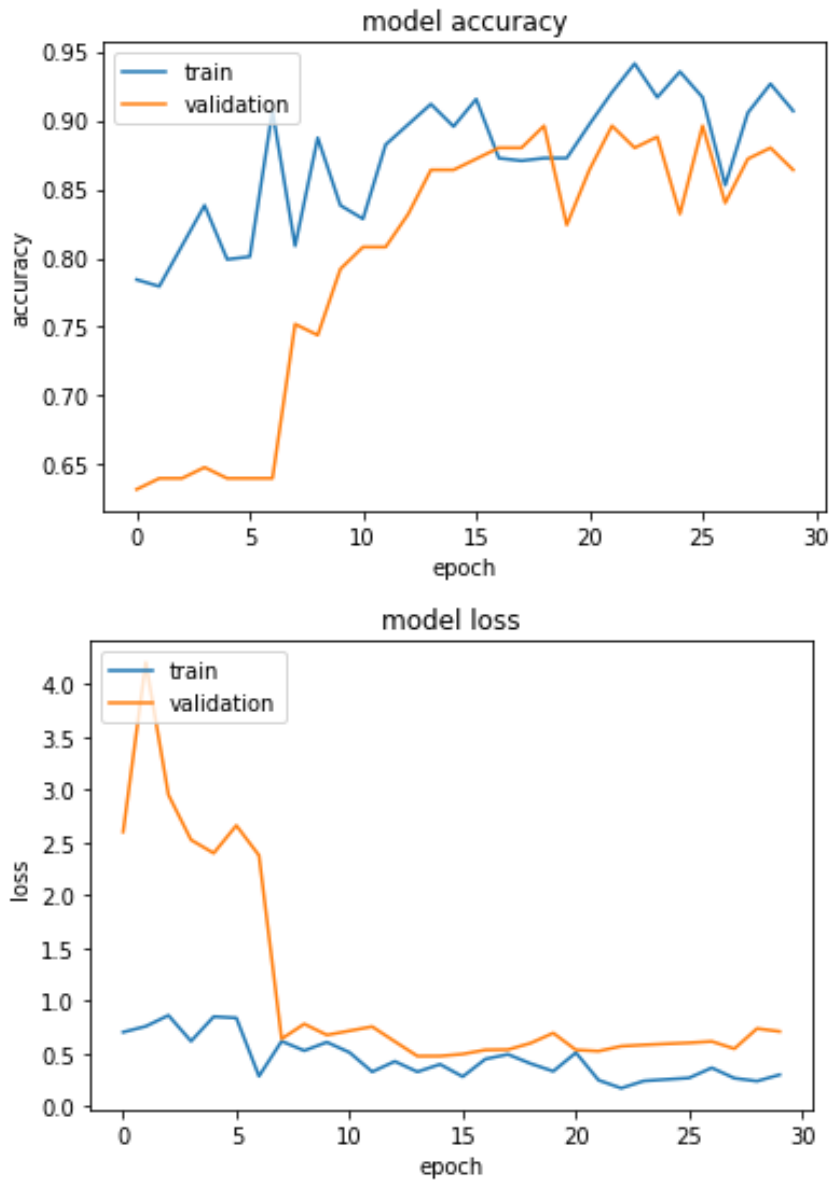 model accuracy
0.95
0.90
0.85
0.80
0.75
0.70
0.65
accuracy
train
validation
0 5 10 15 20 25 30
epoch
model loss
4.0
3.5
3.0
2.5
2.0
1.5
1.0
0.5
0.0
loss
train
validation
0 5 10 15 20 25 30
epoch